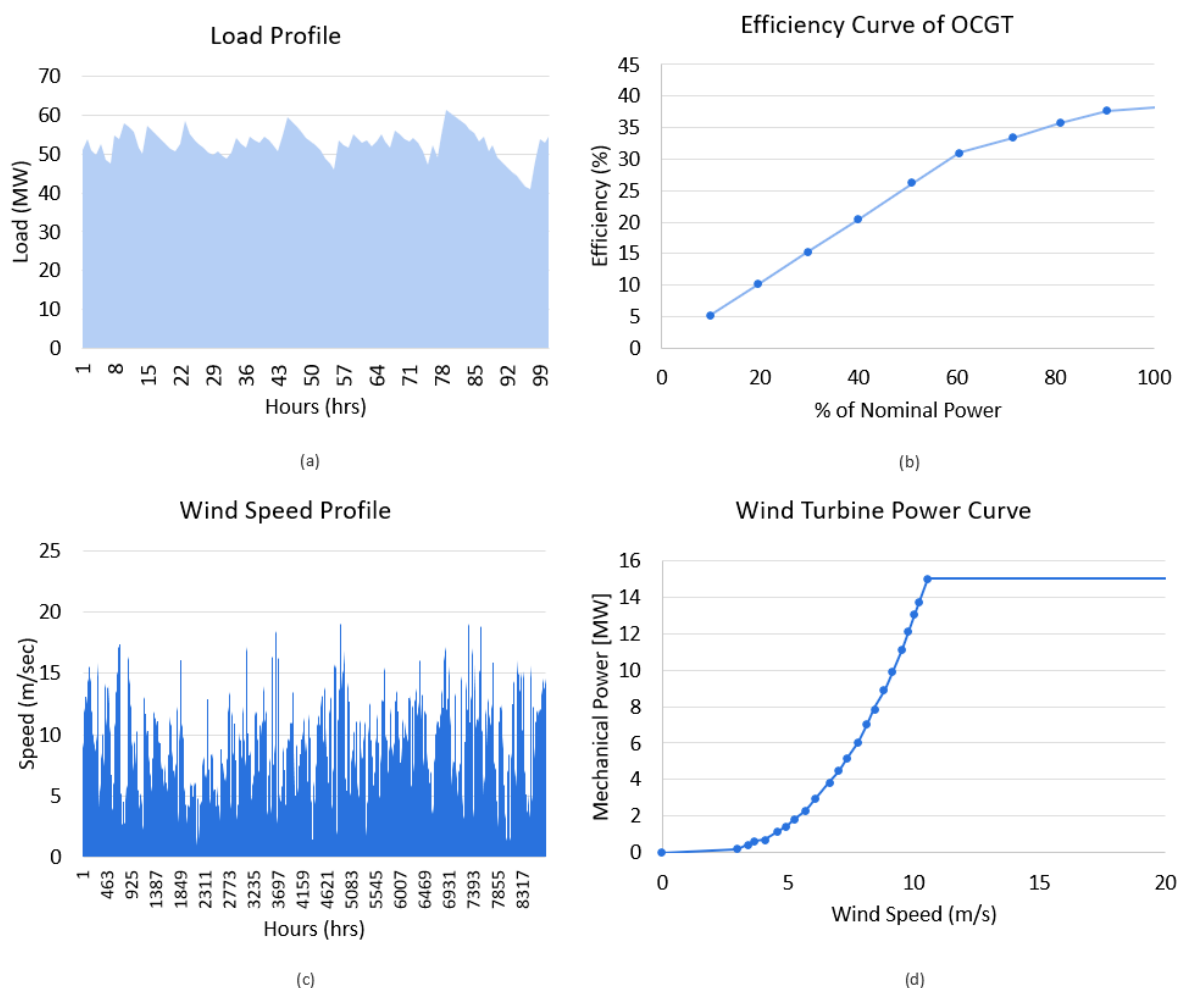 Load Profile
70
60
50
40
30
20
10
0
Load (MW)
1 8 15 22 29 36 43 50 57 64 71 78 85 92 99
Hours (hrs)
(a)
Efficiency Curve of OCGT
45
40
35
30
25
20
15
10
5
0
Efficiency (%)
0 20 40 60 80 100
% of Nominal Power
(b)
Wind Speed Profile
25
20
15
10
5
0
Speed (m/sec)
1 463 925 1387 1849 2311 2773 3235 3697 4159 4621 5083 5545 6007 6469 6931 7393 7855 8317
Hours (hrs)
(c)
Wind Turbine Power Curve
16
14
12
10
8
6
4
2
0
Mechanical Power [MW]
0 5 10 15 20
Wind Speed (m/s)
(d)